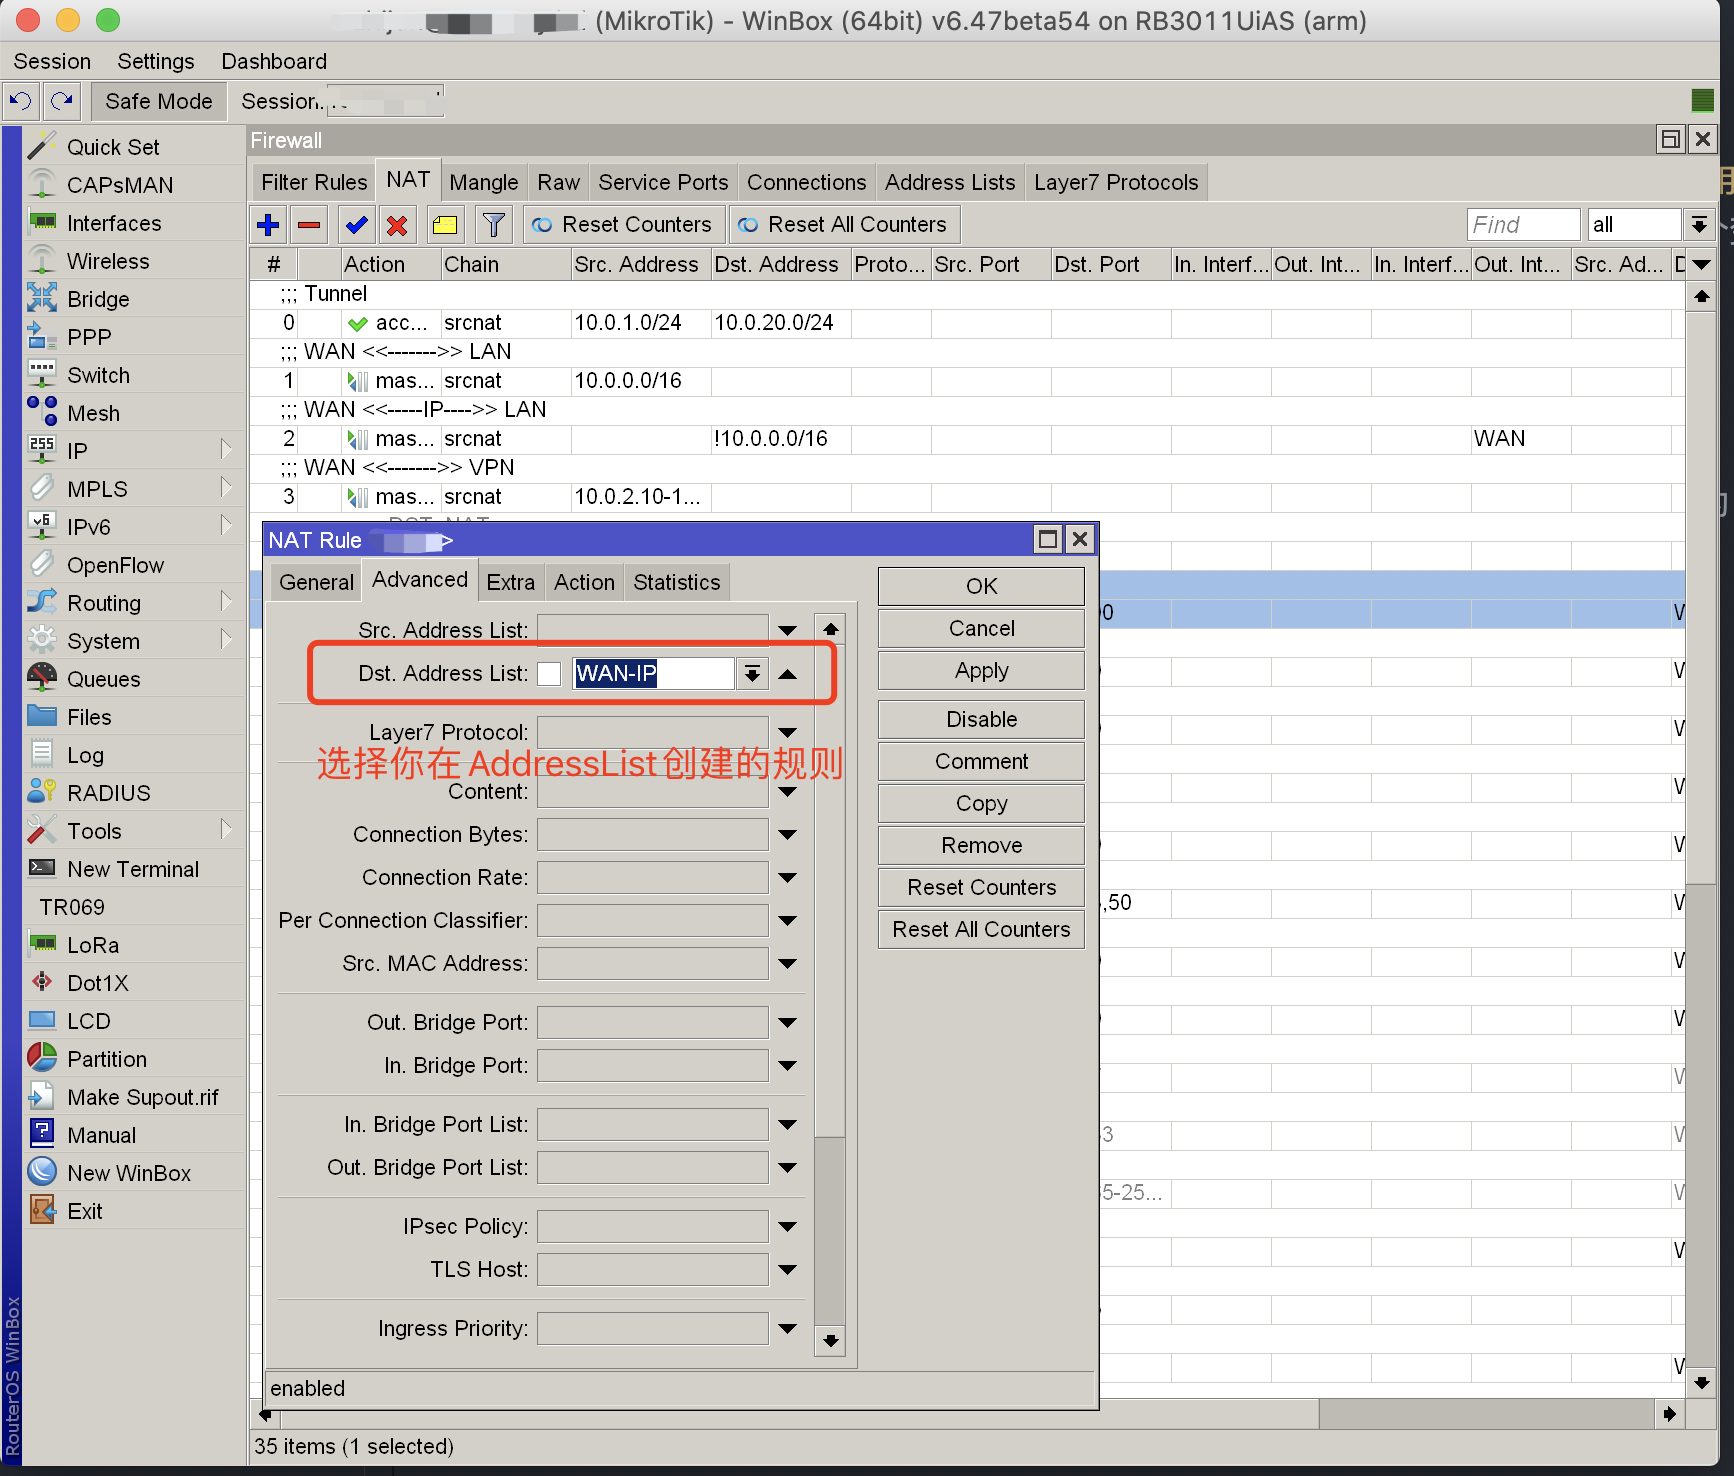 (MikroTik) - WinBox (64bit) v6.47beta54 on RB3011UiAS (arm)
Session Settings Dashboard
Safe Mode Session:
Quick Set
CAPsMAN
Interfaces
Wireless
Bridge
PPP
Switch
Mesh
IP
MPLS
IPv6
OpenFlow
Routing
System
Queues
Files
Log
RADIUS
Tools
New Terminal
TR069
LoRa
Dot1X
LCD
Partition
Make Supout.rif
Manual
New WinBox
Exit
RouterOS WinBox
Firewall
Filter Rules NAT Mangle Raw Service Ports Connections Address Lists Layer7 Protocols
Reset Counters Reset All Counters Find all
# Action Chain Src. Address Dst. Address Proto... Src. Port Dst. Port In. Interf... Out. Int... In. Interf... Out. Int... Src. Ad...
;;; Tunnel
0 acc... srcnat 10.0.1.0/24 10.0.20.0/24
;;; WAN <<------->> LAN
1 mas... srcnat 10.0.0.0/16
;;; WAN <<-----IP---->> LAN
2 mas... srcnat !10.0.0.0/16 WAN
;;; WAN <<------->> VPN
3 mas... srcnat 10.0.2.10-1...
NAT Rule >
General Advanced Extra Action Statistics
Src. Address List:
Dst. Address List: WAN-IP
Layer7 Protocol:
选择你在AddressList创建的规则
Content:
Connection Bytes:
Connection Rate:
Per Connection Classifier:
Src. MAC Address:
Out. Bridge Port:
In. Bridge Port:
In. Bridge Port List:
Out. Bridge Port List:
IPsec Policy:
TLS Host:
Ingress Priority:
enabled
OK
Cancel
Apply
Disable
Comment
Copy
Remove
Reset Counters
Reset All Counters
,50
5-25...
35 items (1 selected)